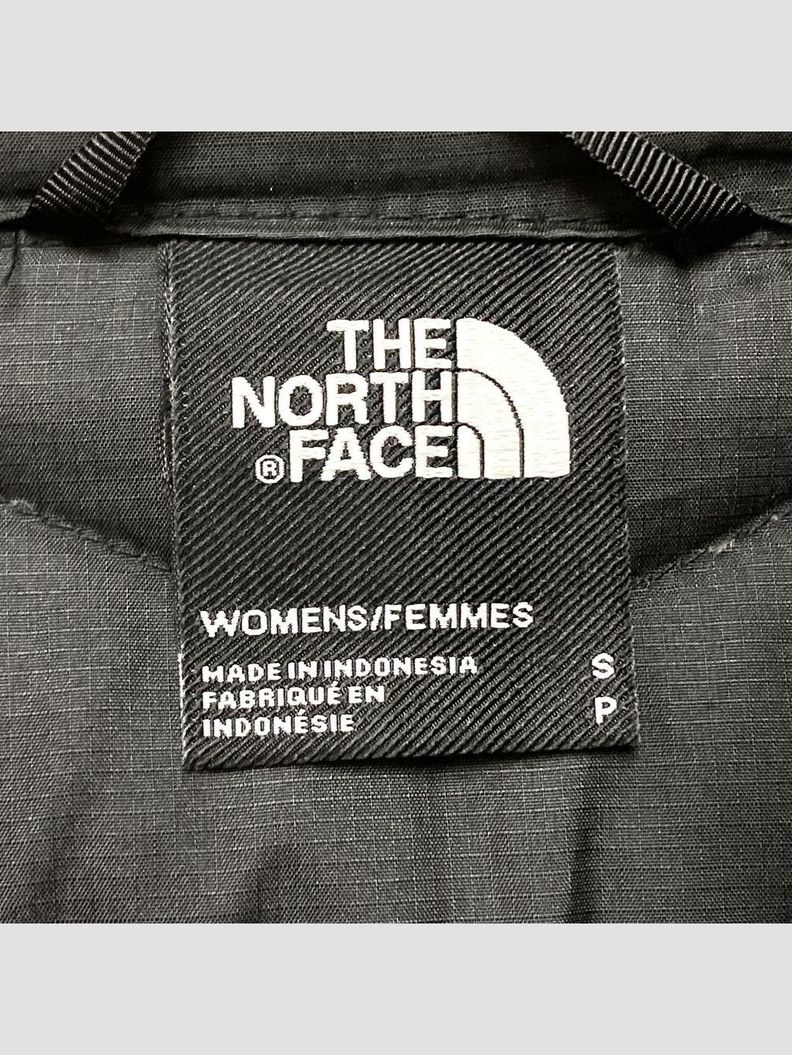 THE
NORTH
® FACE
WOMENS/FEMMES
MADE IN INDONESIA S
FABRIQUÉ EN P
INDONÉSIE